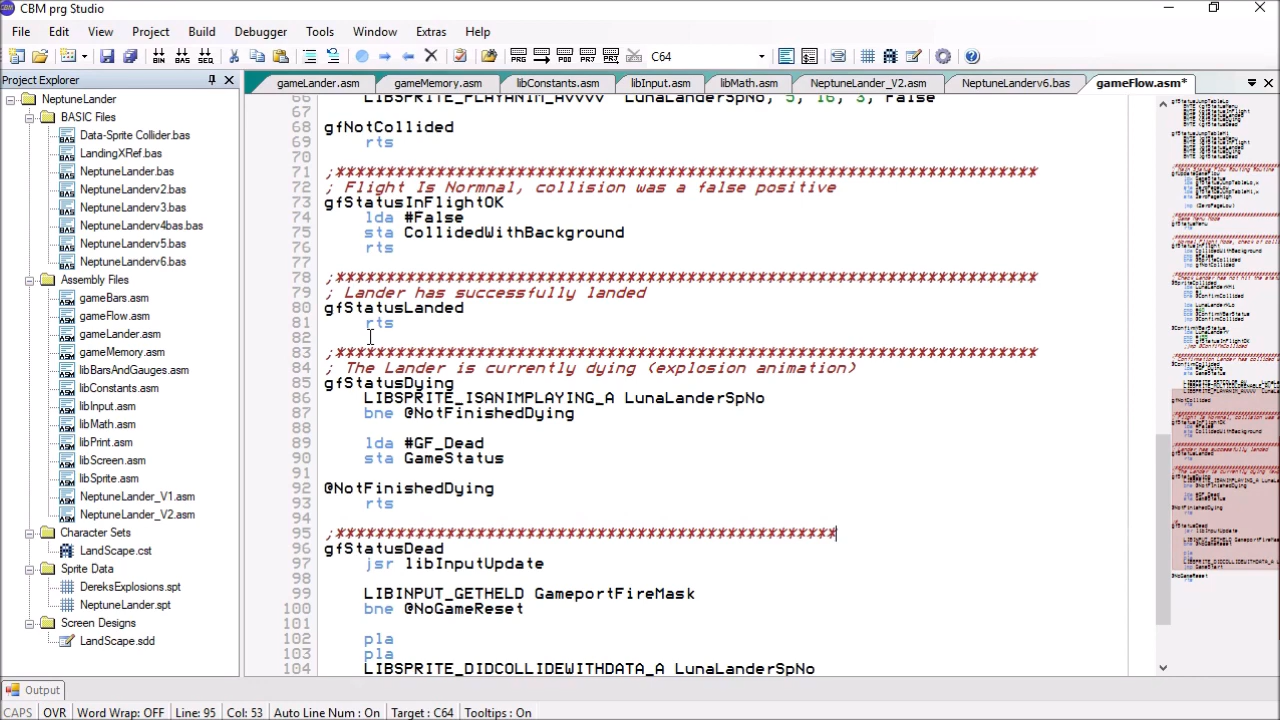 CBM prg Studio
File Edit View Project Build Debugger Tools Window Extras Help
C64
Project Explorer
gameLander.asm gameMemory.asm libConstants.asm libInput.asm libMath.asm NeptuneLander_V2.asm NeptuneLanderv6.bas gameFlow.asm*
NeptuneLander
BASIC Files
Data-Sprite Collider.bas
LandingXRef.bas
NeptuneLander.bas
NeptuneLanderv2.bas
NeptuneLanderv3.bas
NeptuneLanderv4bas.bas
NeptuneLanderv5.bas
NeptuneLanderv6.bas
Assembly Files
gameBars.asm
gameFlow.asm
gameLander.asm
gameMemory.asm
libBarsAndGauges.asm
libConstants.asm
libInput.asm
libMath.asm
libPrint.asm
libScreen.asm
libSprite.asm
NeptuneLander_V1.asm
NeptuneLander_V2.asm
Character Sets
LandScape.cst
Sprite Data
DereksExplosions.spt
NeptuneLander.spt
Screen Designs
LandScape.sdd
66 LIBSPRITE_PLAYANIM_AVVVV LunaLanderSpNo, 5, 16, 3, False
67
68 gfNotCollided
69 rts
70
71 ;**********************************************************************
72 ; Flight Is Normnal, collision was a false positive
73 gfStatusInFlightOK
74 lda #False
75 sta CollidedWithBackground
76 rts
77
78 ;**********************************************************************
79 ; Lander has successfully landed
80 gfStatusLanded
81 rts
82
83 ;**********************************************************************
84 ; The Lander is currently dying (explosion animation)
85 gfStatusDying
86 LIBSPRITE_ISANIMPLAYING_A LunaLanderSpNo
87 bne @NotFinishedDying
88
89 lda #GF_Dead
90 sta GameStatus
91
92 @NotFinishedDying
93 rts
94
95 ;**************************************************
96 gfStatusDead
97 jsr libInputUpdate
98
99 LIBINPUT_GETHELD GameportFireMask
100 bne @NoGameReset
101
102 pla
103 pla
104 LIBSPRITE_DIDCOLLIDEWITHDATA_A LunaLanderSpNo
Output
CAPS OVR Word Wrap: OFF Line: 95 Col: 53 Auto Line Num : On Target : C64 Tooltips : On